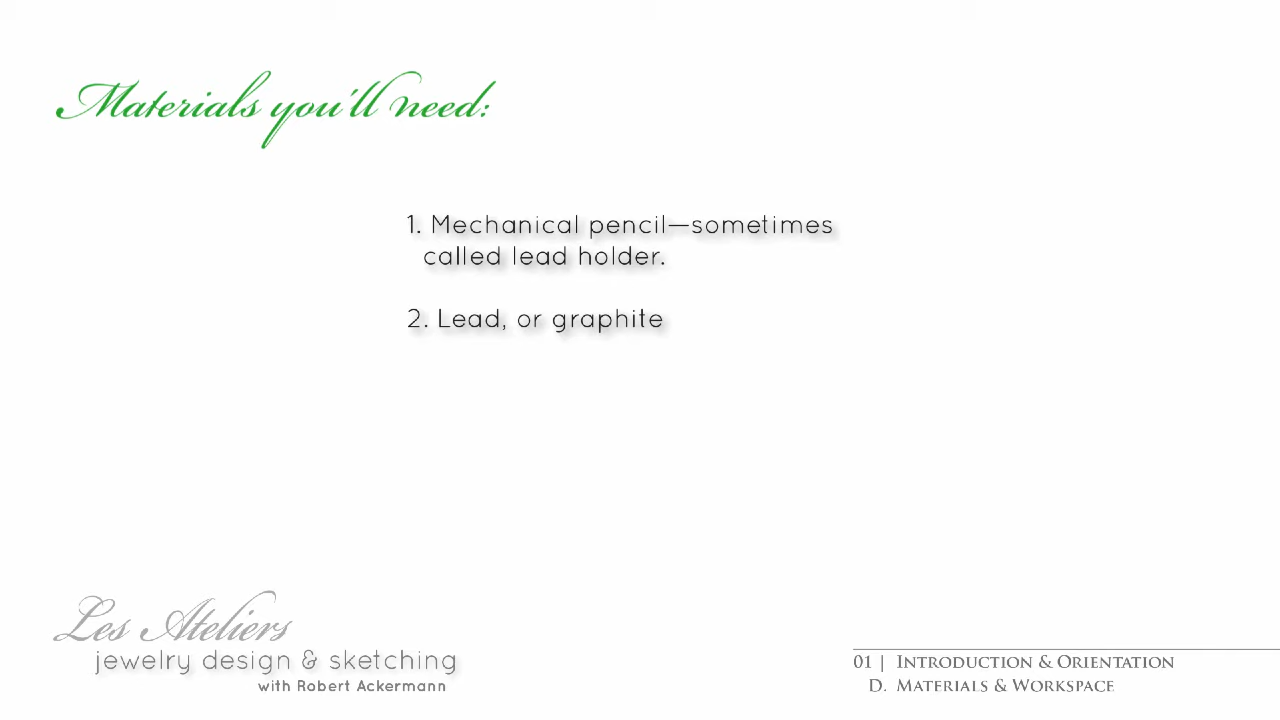 Materials you'll need:
1. Mechanical pencil—sometimes
called lead holder.
2. Lead, or graphite
Les Ateliers
jewelry design & sketching
with Robert Ackermann
01 | INTRODUCTION & ORIENTATION
D. MATERIALS & WORKSPACE